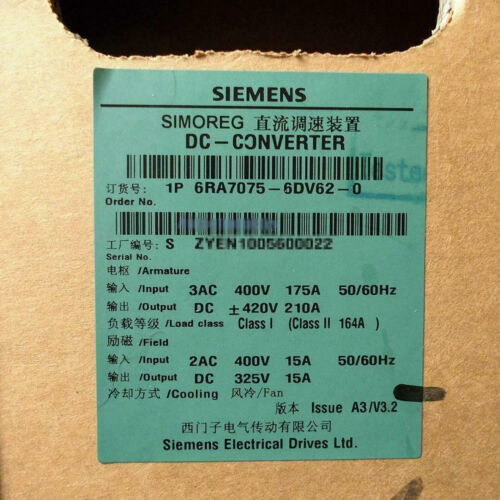 SIEMENS
SIMOREG 直流调速装置
DC-CONVERTER
订货号: 1P 6RA7075-6DV62-0
Order No.
工厂编号: S ZYEN1005600022
Serial No.
电枢 /Armature
输入 /Input 3AC 400V 175A 50/60Hz
输出 /Output DC ±420V 210A
负载等级 /Load class Class I (Class II 164A )
励磁 /Field
输入 /Input 2AC 400V 15A 50/60Hz
输出 /Output DC 325V 15A
冷却方式 /Cooling 风冷/Fan
版本 Issue A3/V3.2
西门子电气传动有限公司
Siemens Electrical Drives Ltd.